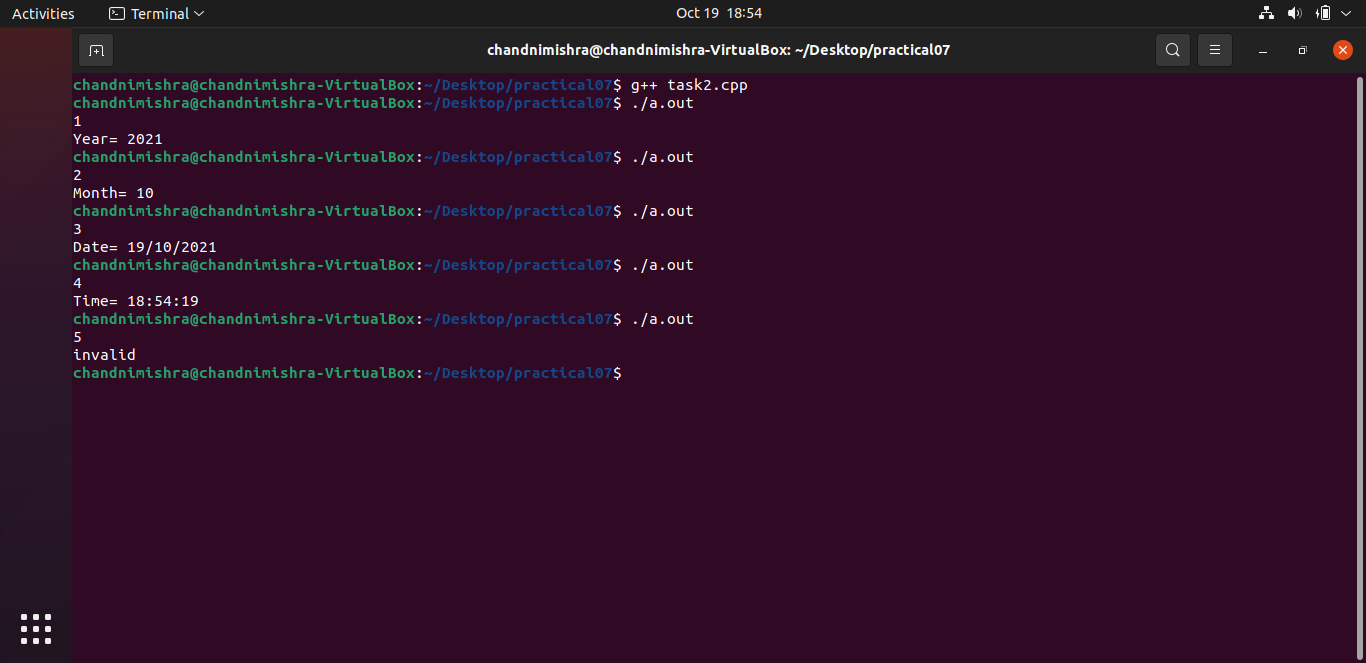 Activities Terminal Oct 19 18:54
chandnimishra@chandnimishra-VirtualBox: ~/Desktop/practical07
chandnimishra@chandnimishra-VirtualBox:~/Desktop/practical07$ g++ task2.cpp
chandnimishra@chandnimishra-VirtualBox:~/Desktop/practical07$ ./a.out
1
Year= 2021
chandnimishra@chandnimishra-VirtualBox:~/Desktop/practical07$ ./a.out
2
Month= 10
chandnimishra@chandnimishra-VirtualBox:~/Desktop/practical07$ ./a.out
3
Date= 19/10/2021
chandnimishra@chandnimishra-VirtualBox:~/Desktop/practical07$ ./a.out
4
Time= 18:54:19
chandnimishra@chandnimishra-VirtualBox:~/Desktop/practical07$ ./a.out
5
invalid
chandnimishra@chandnimishra-VirtualBox:~/Desktop/practical07$